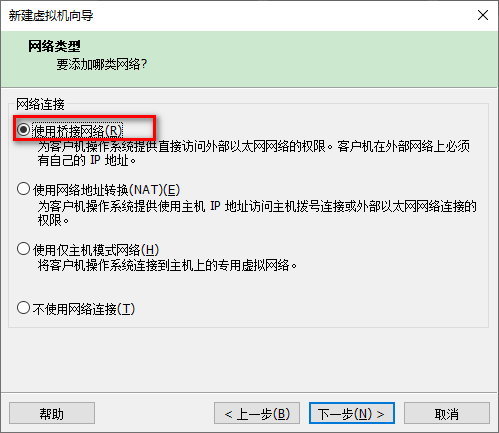 新建虚拟机向导
网络类型
要添加哪类网络?
网络连接
使用桥接网络(R)
为客户机操作系统提供直接访问外部以太网网络的权限。客户机在外部网络上必须
有自己的 IP 地址。
使用网络地址转换(NAT)(E)
为客户机操作系统提供使用主机 IP 地址访问主机拨号连接或外部以太网网络连接的
权限。
使用仅主机模式网络(H)
将客户机操作系统连接到主机上的专用虚拟网络。
不使用网络连接(T)
帮助
< 上一步(B)
下一步(N) >
取消